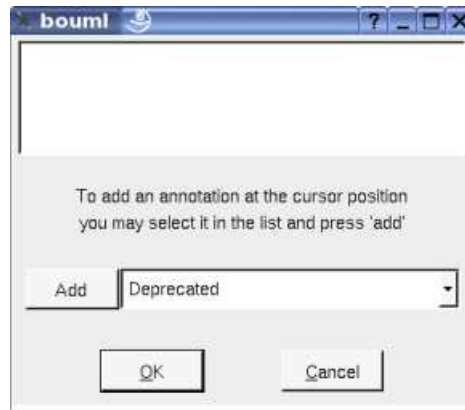 bouml
To add an annotation at the cursor position
you may select it in the list and press 'add'
Add Deprecated
OK Cancel